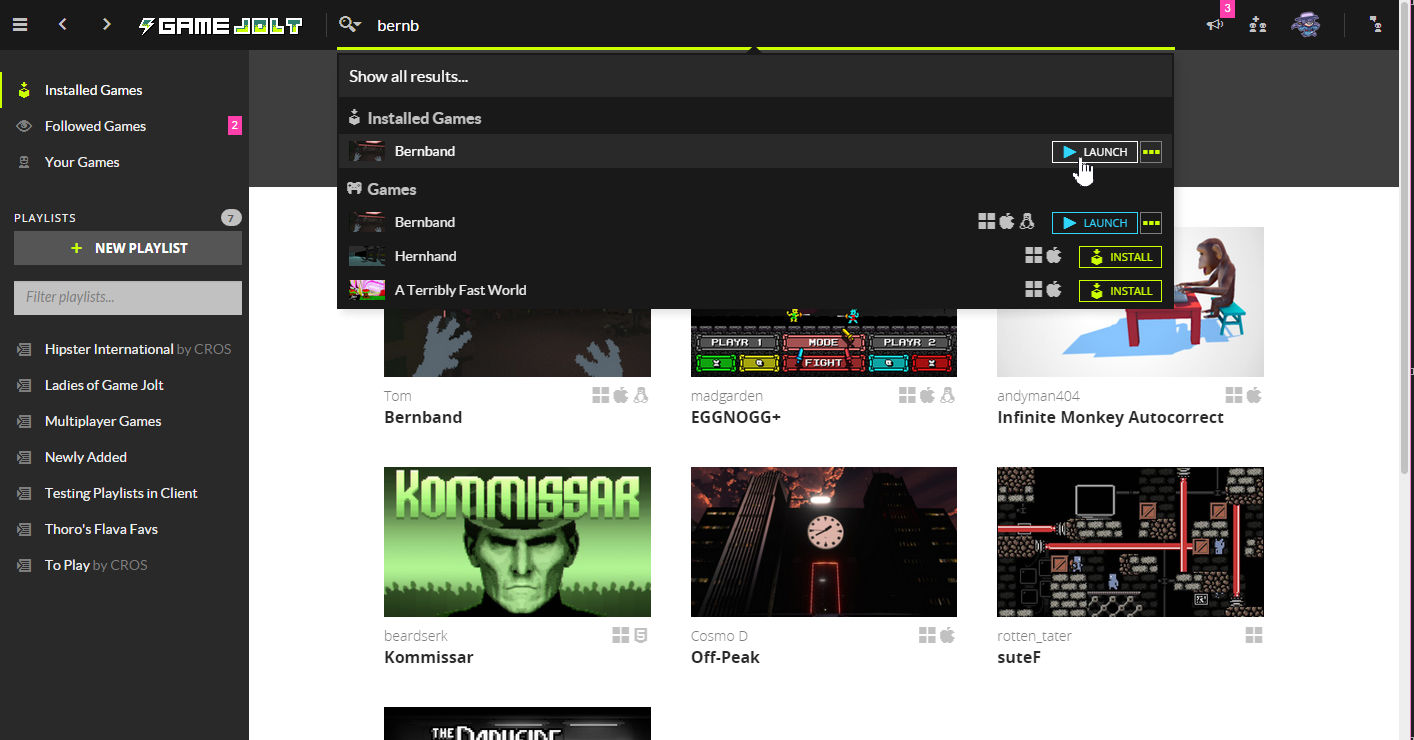 GAME JOLT
bernb
3
Installed Games
Followed Games
2
Your Games
PLAYLISTS
7
+ NEW PLAYLIST
Filter playlists...
Hipster International by CROS
Ladies of Game Jolt
Multiplayer Games
Newly Added
Testing Playlists in Client
Thoro's Flava Favs
To Play by CROS
Show all results...
Installed Games
Bernband
LAUNCH
Games
Bernband
LAUNCH
Hernhand
INSTALL
A Terribly Fast World
INSTALL
PLAYR 1
MODE
PLAYR 2
FIGHT
Tom
Bernband
madgarden
EGGNOGG+
andyman404
Infinite Monkey Autocorrect
KOMMISSAR
beardserk
Kommissar
Cosmo D
Off-Peak
rotten_tater
suteF
THE DARKSIDE